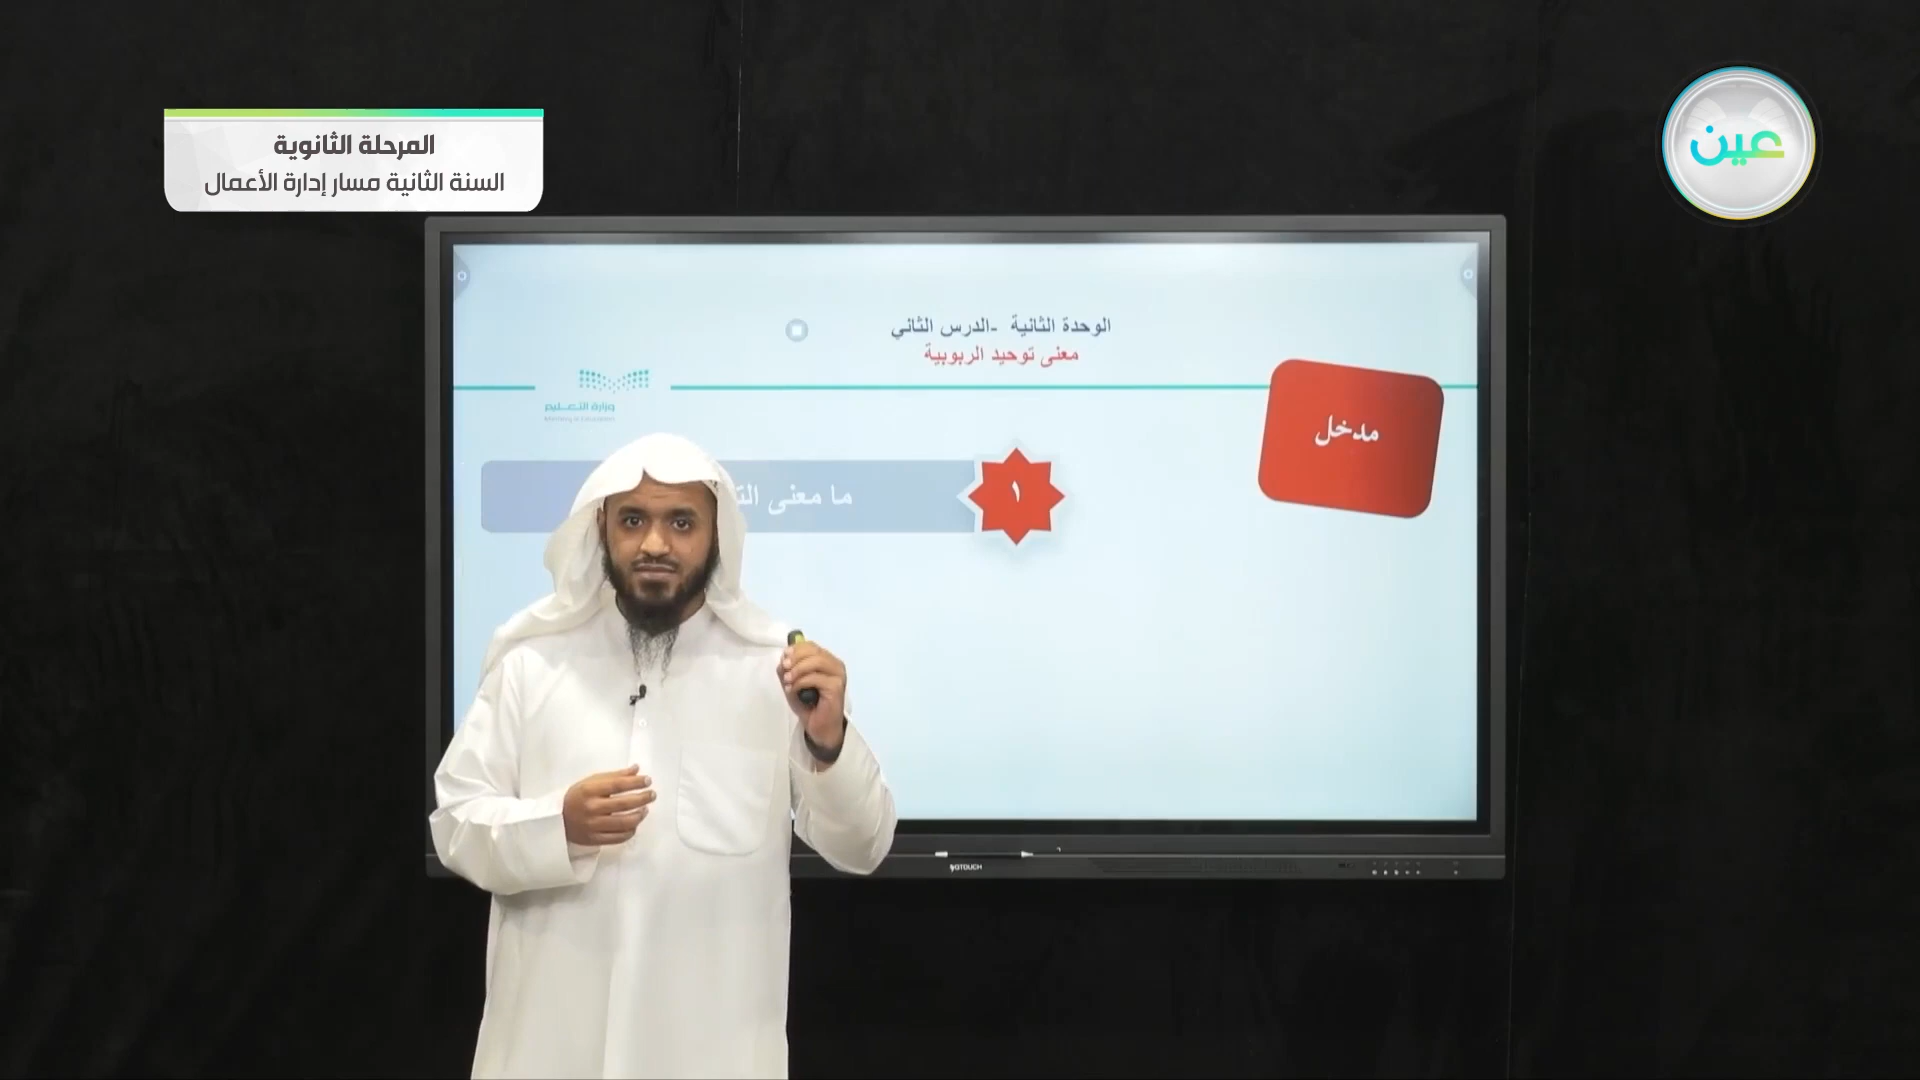 المرحلة الثانوية
السنة الثانية مسار إدارة الأعمال
عين
الوحدة الثانية -الدرس الثاني
معنى توحيد الربوبية
وزارة التعليم
مدخل
١
ما معنى